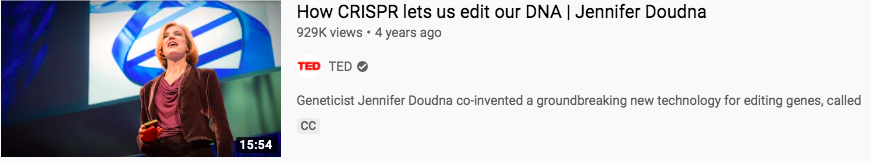 How CRISPR lets us edit our DNA | Jennifer Doudna
929K views • 4 years ago
TED TED
Geneticist Jennifer Doudna co-invented a groundbreaking new technology for editing genes, called
CC
15:54